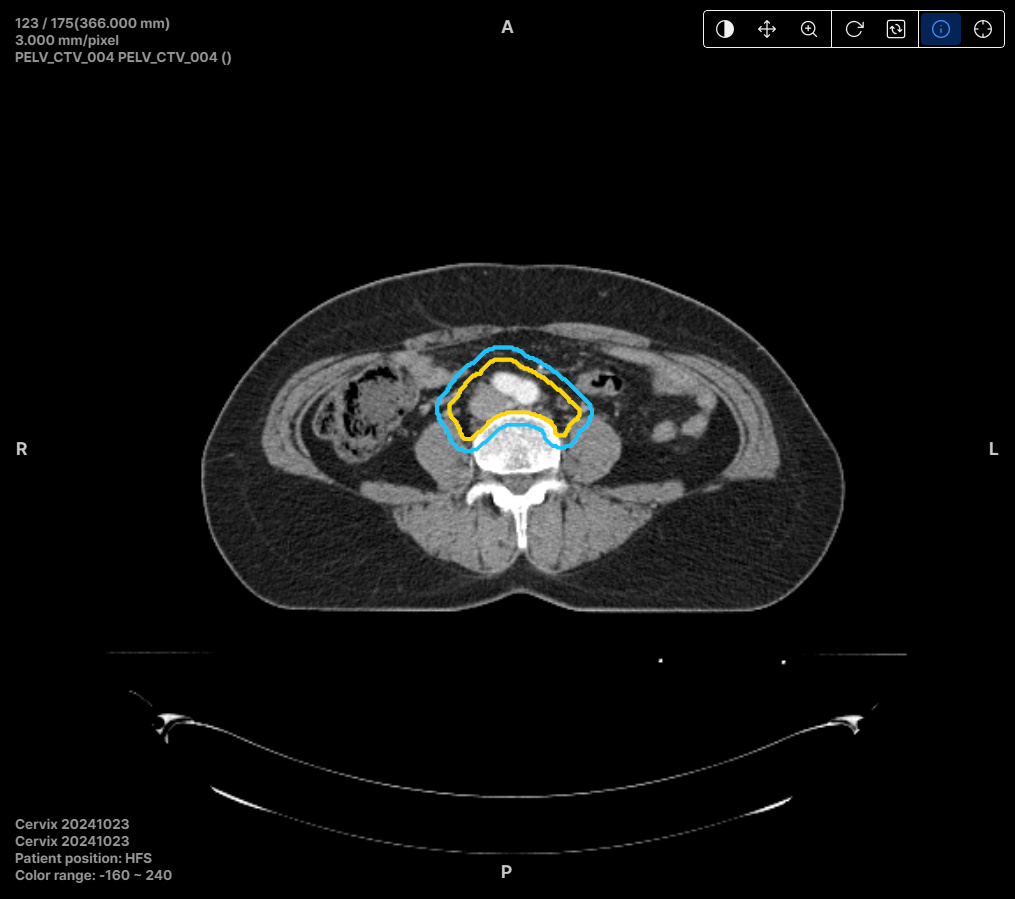 123 / 175(366.000 mm)
3.000 mm/pixel
PELV_CTV_004 PELV_CTV_004 ()
A
R
L
Cervix 20241023
Cervix 20241023
Patient position: HFS
Color range: -160 ~ 240
P